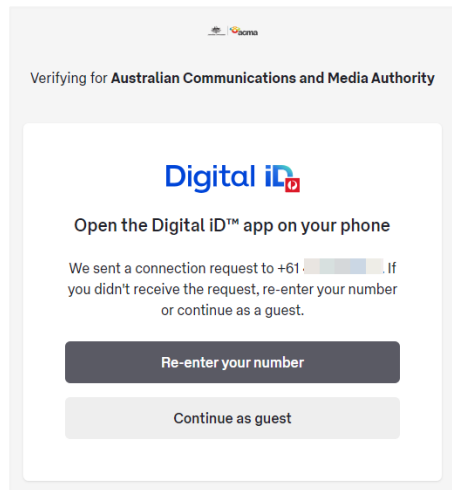 acma
Verifying for Australian Communications and Media Authority
Digital iD
Open the Digital iD™ app on your phone
We sent a connection request to +61 . If
you didn't receive the request, re-enter your number
or continue as a guest.
Re-enter your number
Continue as guest